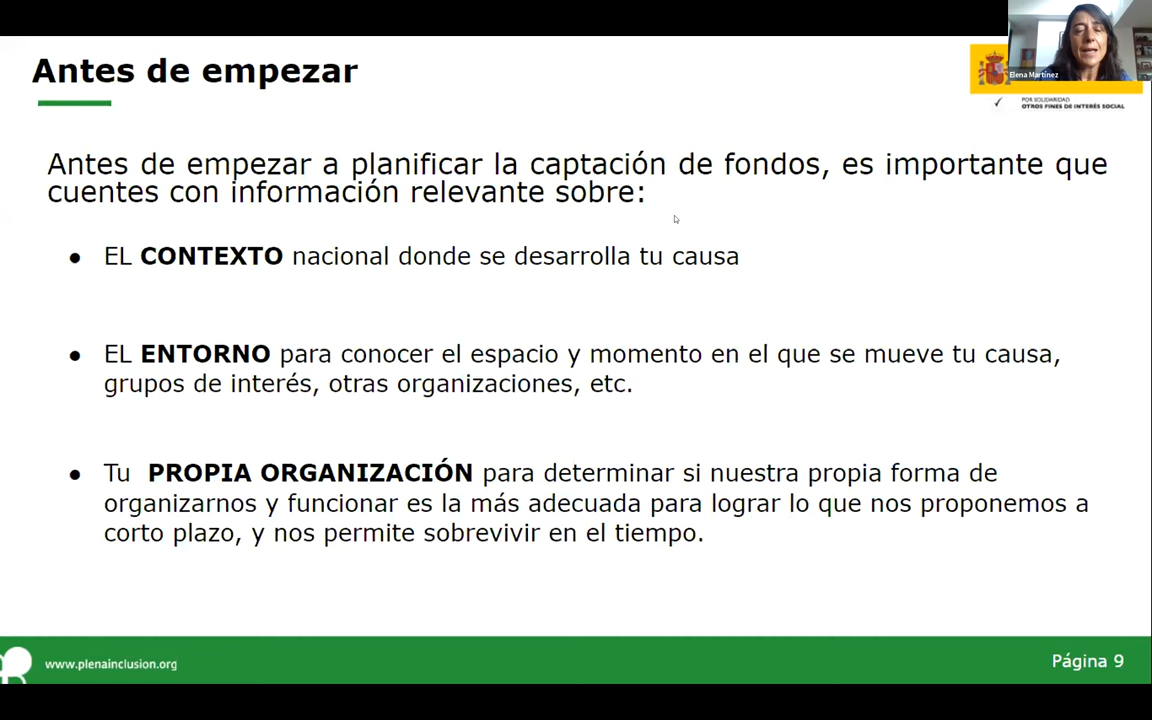 Antes de empezar
Elena Martínez
POR SOLIDARIDAD
OTROS FINES DE INTERÉS SOCIAL
Antes de empezar a planificar la captación de fondos, es importante que
cuentes con información relevante sobre:
● EL CONTEXTO nacional donde se desarrolla tu causa
● EL ENTORNO para conocer el espacio y momento en el que se mueve tu causa,
grupos de interés, otras organizaciones, etc.
● Tu PROPIA ORGANIZACIÓN para determinar si nuestra propia forma de
organizarnos y funcionar es la más adecuada para lograr lo que nos proponemos a
corto plazo, y nos permite sobrevivir en el tiempo.
www.plenainclusion.org
Página 9